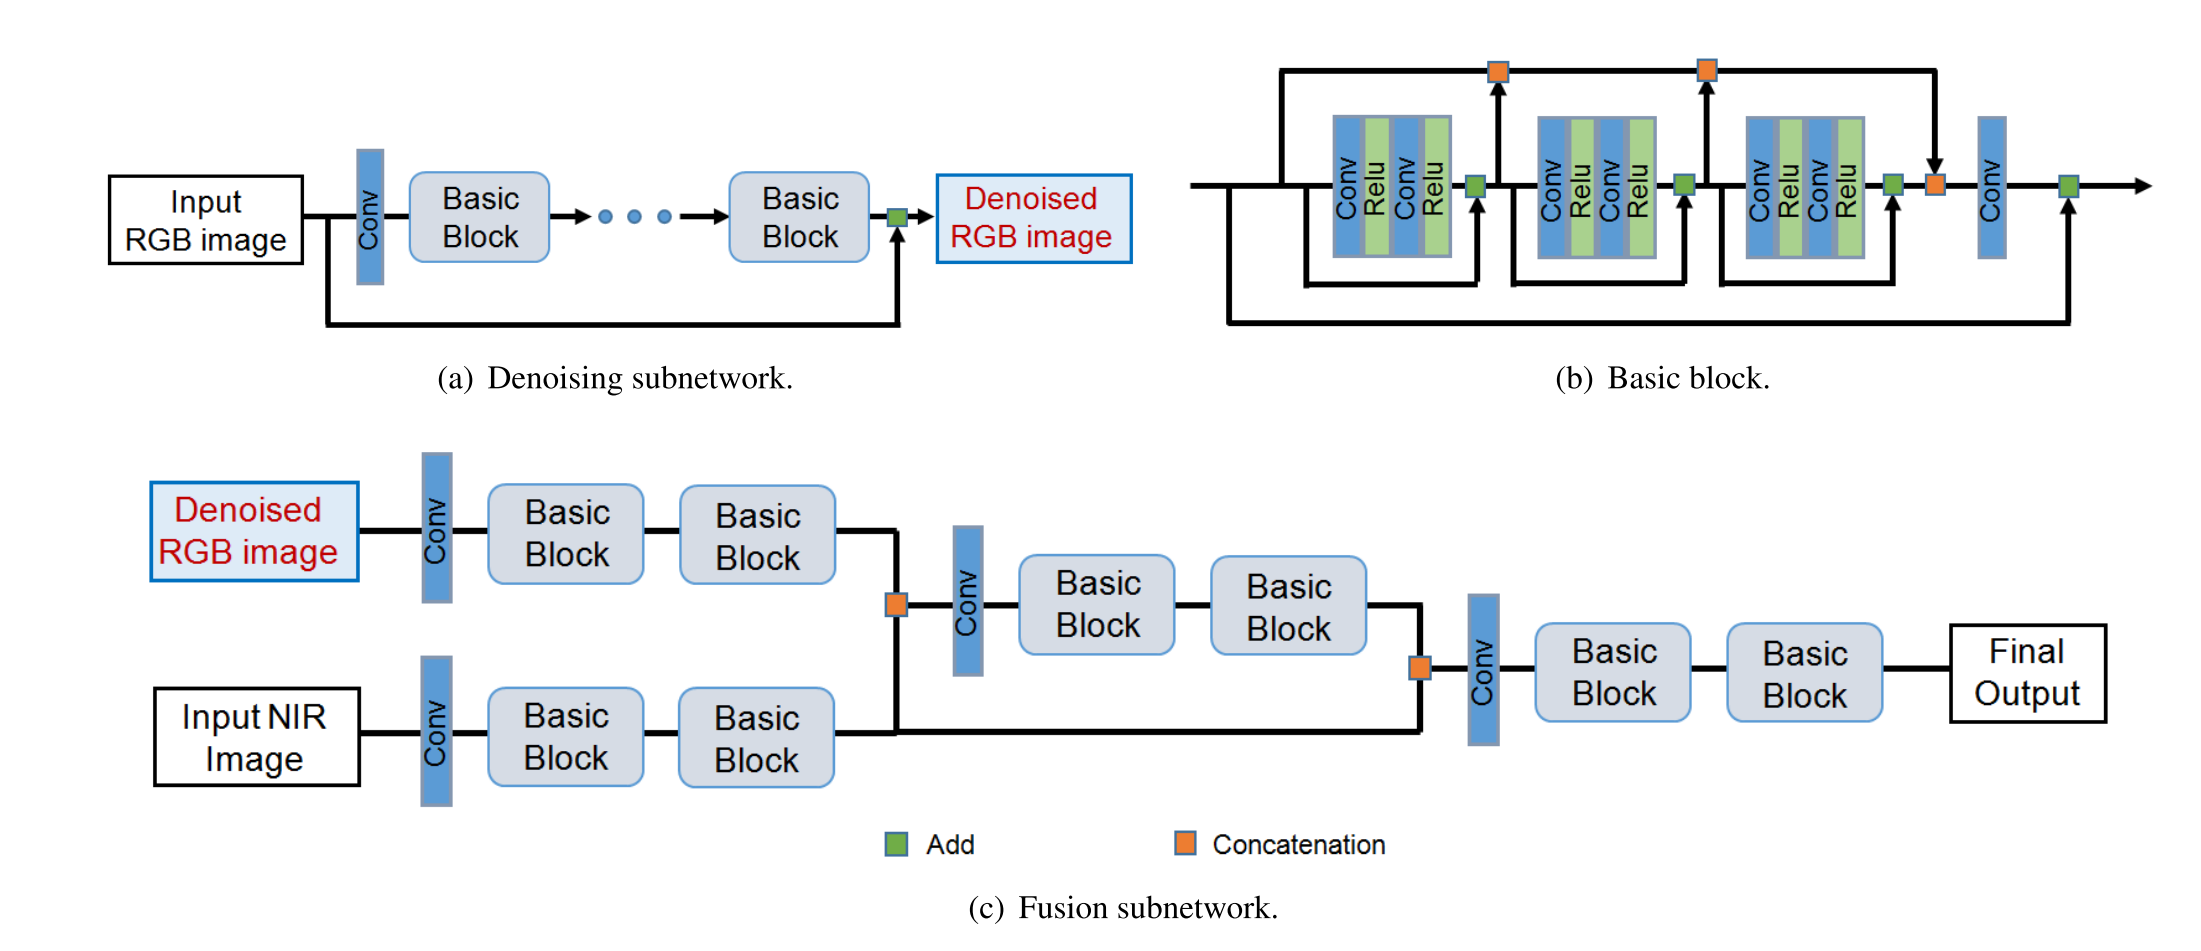 Input
RGB image
Conv
Basic
Block
Basic
Block
Denoised
RGB image
(a) Denoising subnetwork.
Conv
Relu
Conv
Relu
Conv
Relu
Conv
Relu
Conv
Relu
Conv
Relu
Conv
(b) Basic block.
Denoised
RGB image
Conv
Basic
Block
Basic
Block
Input NIR
Image
Conv
Basic
Block
Basic
Block
Conv
Basic
Block
Basic
Block
Conv
Basic
Block
Basic
Block
Final
Output
Add
Concatenation
(c) Fusion subnetwork.